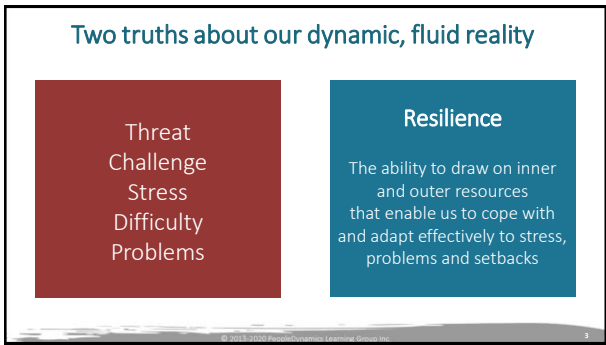 Two truths about our dynamic, fluid reality
Threat
Challenge
Stress
Difficulty
Problems
Resilience
The ability to draw on inner
and outer resources
that enable us to cope with
and adapt effectively to stress,
problems and setbacks
© 2013-2020 PeopleDynamics Learning Group Inc.
3